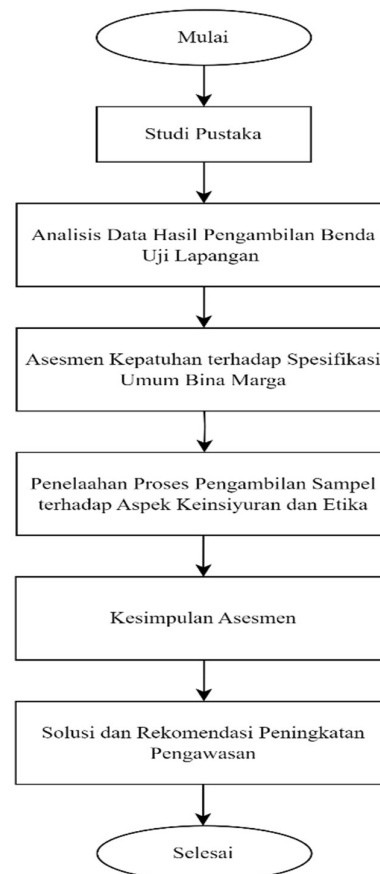 Mulai
Studi Pustaka
Analisis Data Hasil Pengambilan Benda
Uji Lapangan
Asesmen Kepatuhan terhadap Spesifikasi
Umum Bina Marga
Penelaahan Proses Pengambilan Sampel
terhadap Aspek Keinsiyuran dan Etika
Kesimpulan Asesmen
Solusi dan Rekomendasi Peningkatan
Pengawasan
Selesai